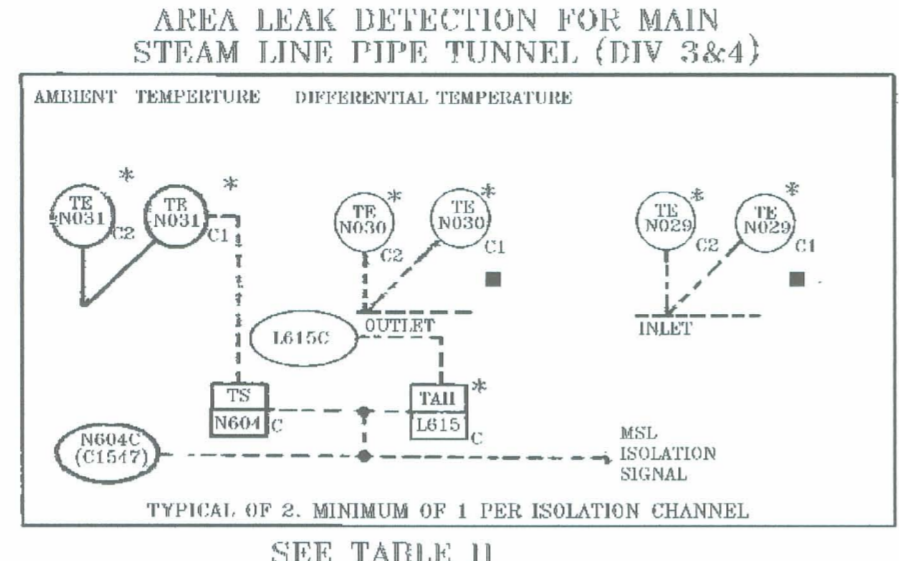 AREA LEAK DETECTION FOR MAIN
STEAM LINE PIPE TUNNEL (DIV 3&4)
AMBIENT TEMPERTURE DIFFERENTIAL TEMPERATURE
TE
N031
*
C2
TE
N031
*
C1
TE
N030
*
C2
TE
N030
*
C1
TE
N029
*
C2
TE
N029
*
C1
OUTLET
INLET
L615C
TS
N604
C
TAH
L615
*
C
N604C
(C1547)
MSL
ISOLATION
SIGNAL
TYPICAL OF 2. MINIMUM OF 1 PER ISOLATION CHANNEL
SEE TABLE 11